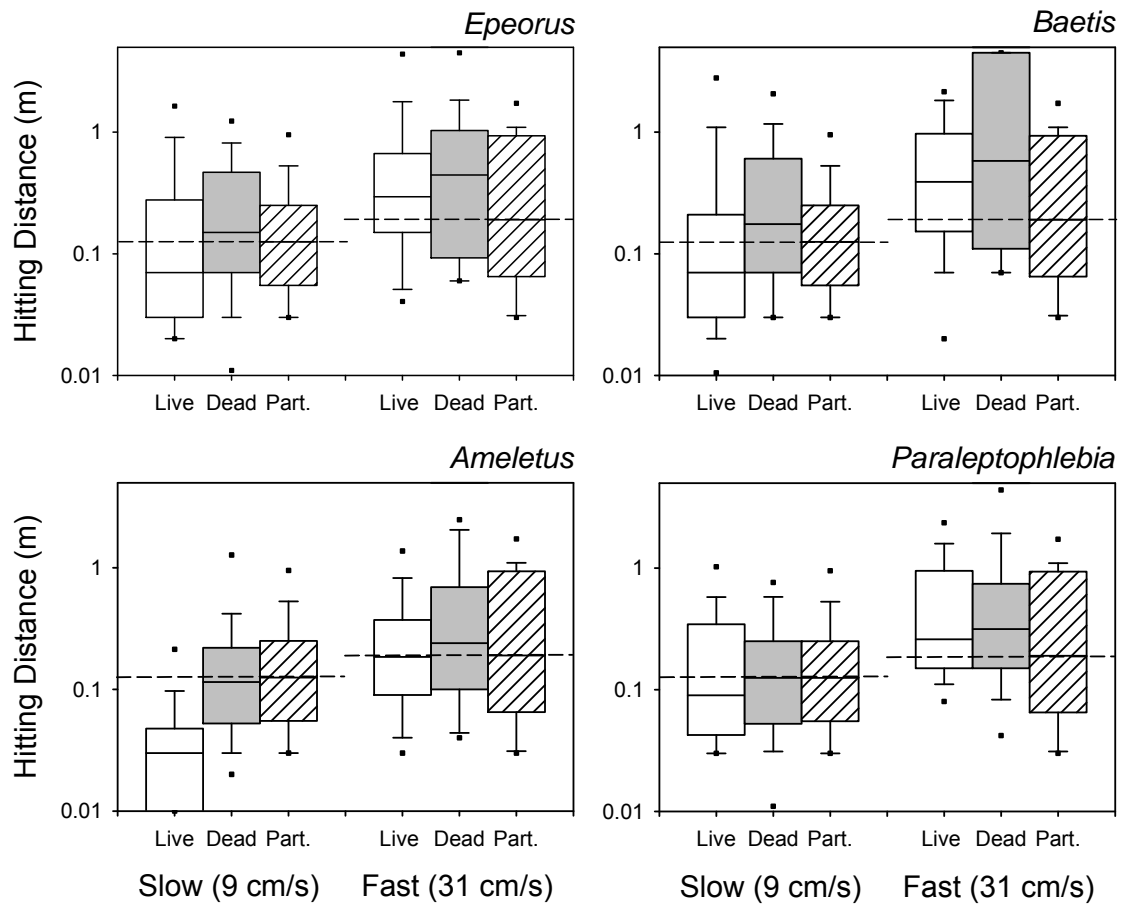 Epeorus
Baetis
Hitting Distance (m)
1
0.1
0.01
Live Dead Part. Live Dead Part.
1
0.1
0.01
Live Dead Part. Live Dead Part.
Ameletus
Paraleptophlebia
Hitting Distance (m)
1
0.1
0.01
Live Dead Part. Live Dead Part.
Slow (9 cm/s) Fast (31 cm/s)
1
0.1
0.01
Live Dead Part. Live Dead Part.
Slow (9 cm/s) Fast (31 cm/s)